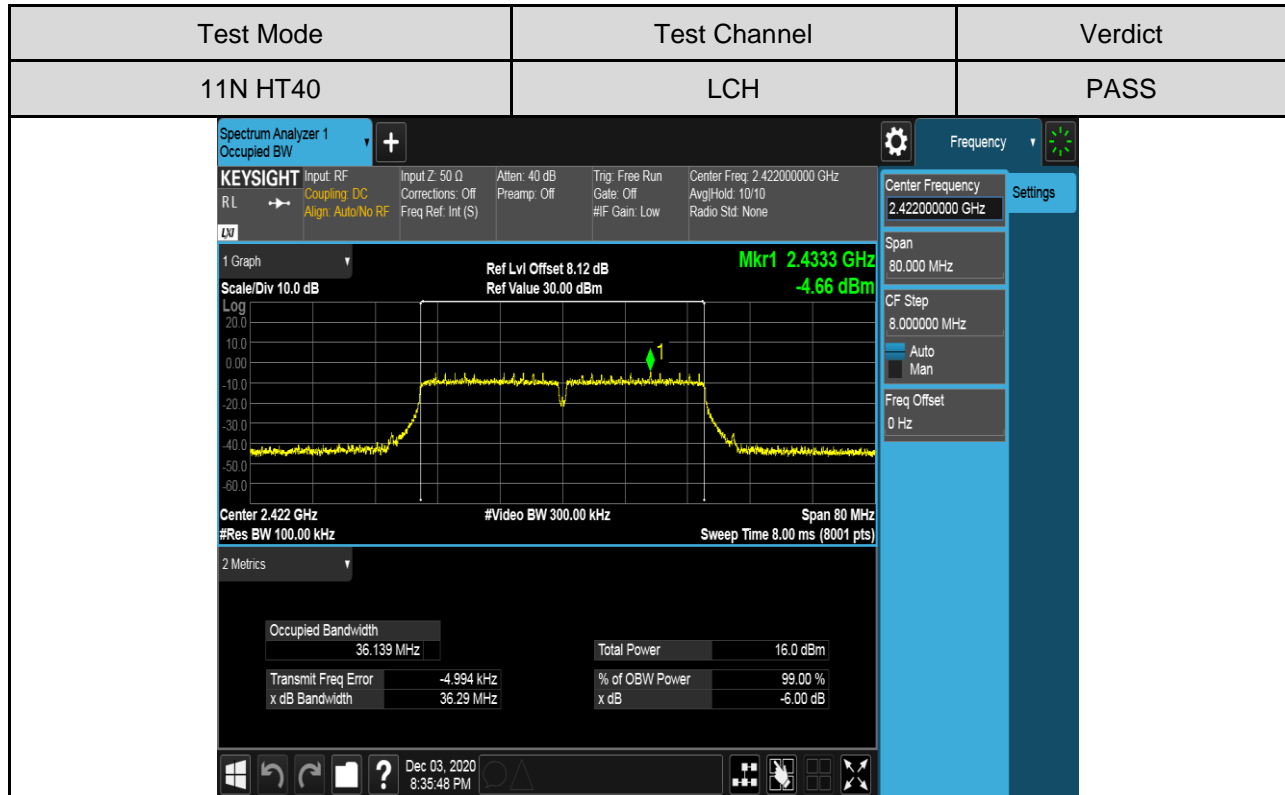 Test Mode Test Channel Verdict
11N HT40 LCH PASS
Spectrum Analyzer 1
Occupied BW
+
Frequency
KEYSIGHT
RL
LXI
Input: RF
Coupling: DC
Align: Auto/No RF
Input Z: 50 Ω
Corrections: Off
Freq Ref: Int (S)
Atten: 40 dB
Preamp: Off
Trig: Free Run
Gate: Off
#IF Gain: Low
Center Freq: 2.422000000 GHz
Avg|Hold: 10/10
Radio Std: None
Center Frequency
2.422000000 GHz
Settings
Span
80.000 MHz
CF Step
8.000000 MHz
Auto
Man
Freq Offset
0 Hz
1 Graph
Scale/Div 10.0 dB
Ref Lvl Offset 8.12 dB
Ref Value 30.00 dBm
Mkr1 2.4333 GHz
-4.66 dBm
Log
20.0
10.0
0.00
-10.0
-20.0
-30.0
-40.0
-50.0
-60.0
1
Center 2.422 GHz
#Res BW 100.00 kHz
#Video BW 300.00 kHz
Span 80 MHz
Sweep Time 8.00 ms (8001 pts)
2 Metrics
Occupied Bandwidth
36.139 MHz
Total Power 16.0 dBm
Transmit Freq Error -4.994 kHz
% of OBW Power 99.00 %
x dB Bandwidth 36.29 MHz
x dB -6.00 dB
?
Dec 03, 2020
8:35:48 PM